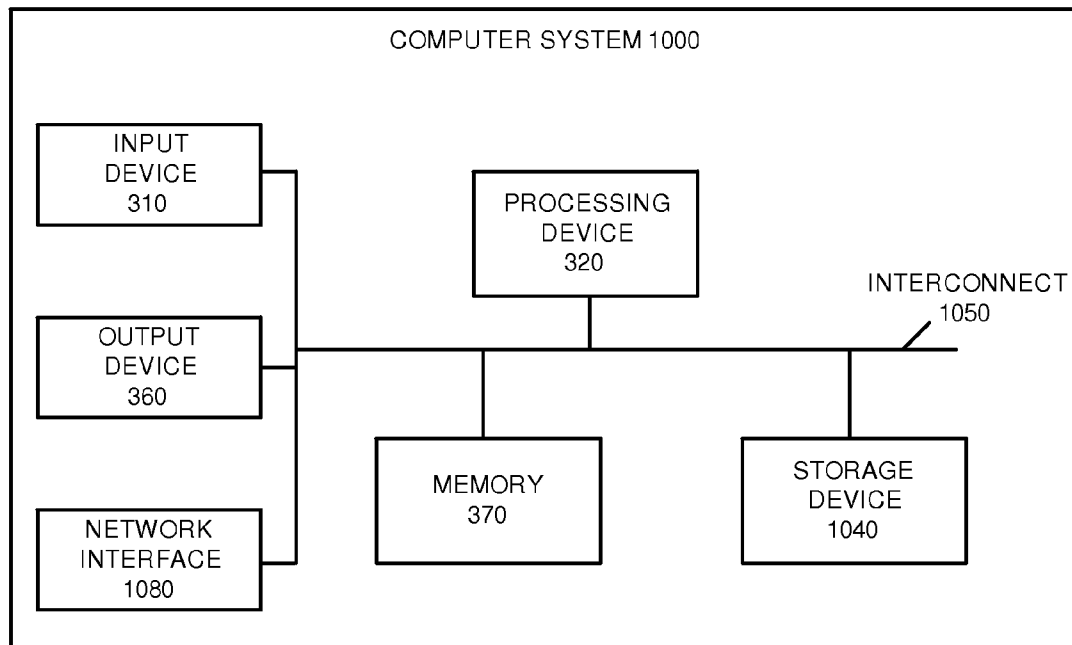 COMPUTER SYSTEM 1000
INPUT
DEVICE
310
PROCESSING
DEVICE
320
INTERCONNECT
1050
OUTPUT
DEVICE
360
MEMORY
370
STORAGE
DEVICE
1040
NETWORK
INTERFACE
1080